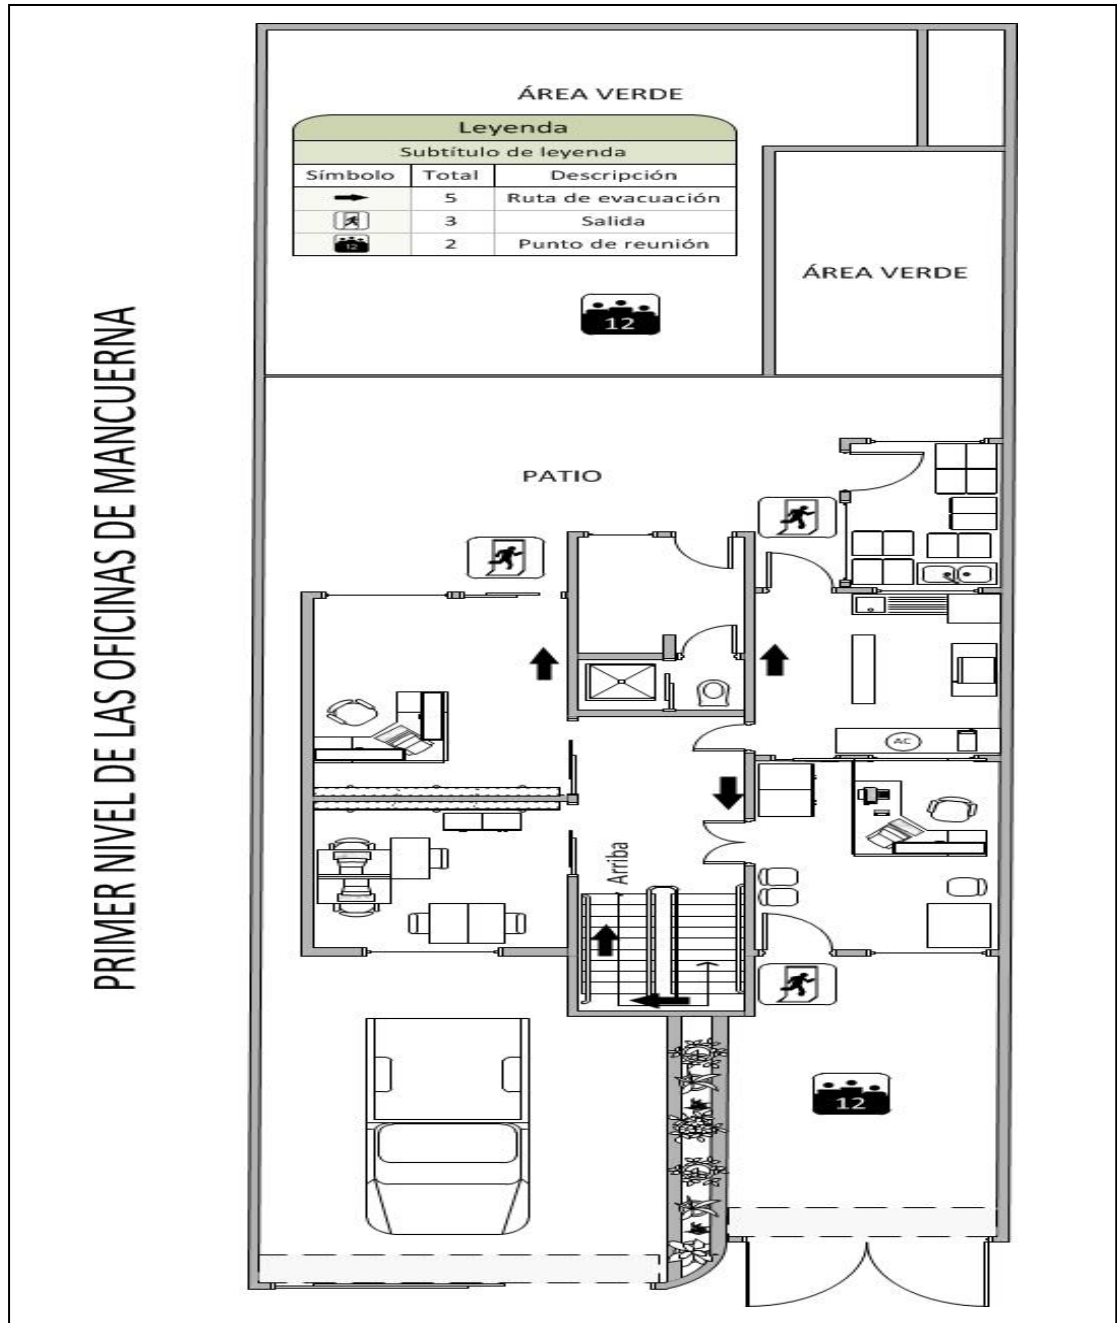 PRIMER NIVEL DE LAS OFICINAS DE MANCUERNA
ÁREA VERDE
Leyenda
Subtítulo de leyenda
Símbolo Total Descripción
5 Ruta de evacuación
3 Salida
12 2 Punto de reunión
ÁREA VERDE
12
PATIO
AC
Arriba
12